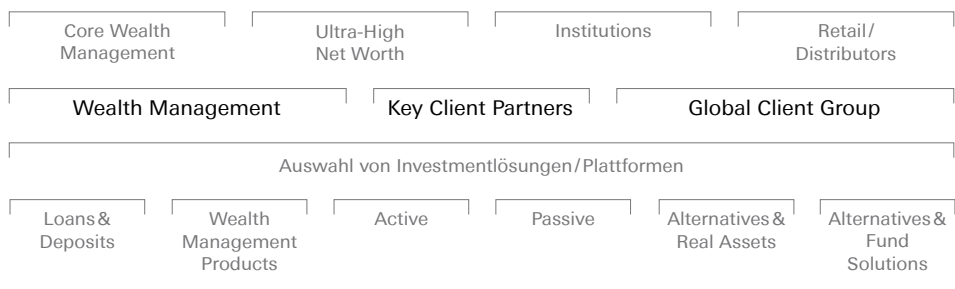 Core Wealth
Management
Ultra-High
Net Worth
Institutions
Retail/
Distributors
Wealth Management
Key Client Partners
Global Client Group
Auswahl von Investmentlösungen/Plattformen
Loans &
Deposits
Wealth
Management
Products
Active
Passive
Alternatives &
Real Assets
Alternatives &
Fund
Solutions